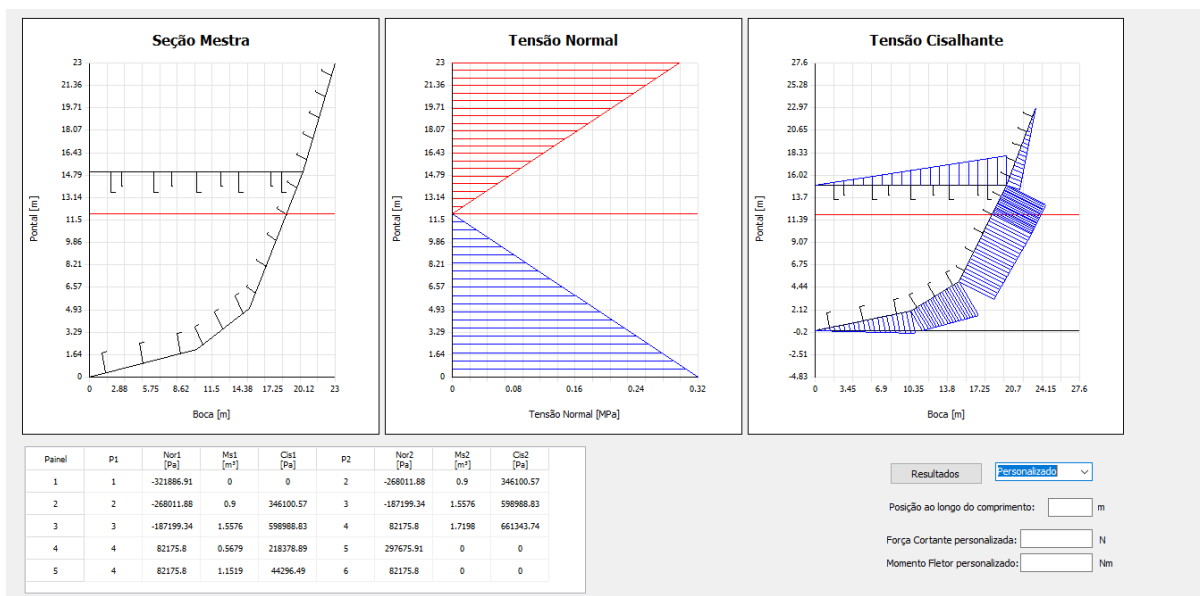 Seção Mestra
Pontal [m]
23
21.36
19.71
18.07
16.43
14.79
13.14
11.5
9.86
8.21
6.57
4.93
3.29
1.64
0
0 2.88 5.75 8.62 11.5 14.38 17.25 20.12 23
Boca [m]
Tensão Normal
Pontal [m]
23
21.36
19.71
18.07
16.43
14.79
13.14
11.5
9.86
8.21
6.57
4.93
3.29
1.64
0
0 0.08 0.16 0.24 0.32
Tensão Normal [MPa]
Tensão Cisalhante
Pontal [m]
27.6
25.28
22.97
20.65
18.33
16.02
13.7
11.39
9.07
6.75
4.44
2.12
-0.2
-2.51
-4.83
0 3.45 6.9 10.35 13.8 17.25 20.7 24.15 27.6
Boca [m]
Painel P1 Nor1 [Pa] Ms1 [m³] Cis1 [Pa] P2 Nor2 [Pa] Ms2 [m³] Cis2 [Pa]
1 1 -321886.91 0 0 2 -268011.88 0.9 346100.57
2 2 -268011.88 0.9 346100.57 3 -187199.34 1.5576 598988.83
3 3 -187199.34 1.5576 598988.83 4 82175.8 1.7198 661343.74
4 4 82175.8 0.5679 218378.89 5 297675.91 0 0
5 4 82175.8 1.1519 44296.49 6 82175.8 0 0
Resultados Personalizado
Posição ao longo do comprimento: m
Força Cortante personalizada: N
Momento Fletor personalizado: Nm